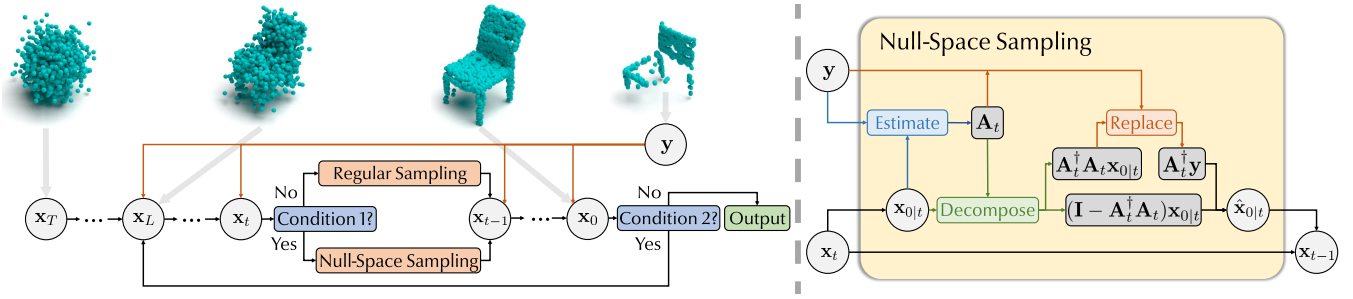 y
Regular Sampling
No
x_T
...
x_L
...
x_t
Condition 1?
x_{t-1}
...
x_0
No
Condition 2?
Output
Yes
Null-Space Sampling
Yes
Null-Space Sampling
y
Estimate
A_t
Replace
A_t^† A_t x_{0|t}
A_t^† y
x_{0|t}
Decompose
(I − A_t^† A_t)x_{0|t}
x̂_{0|t}
x_t
x_{t-1}